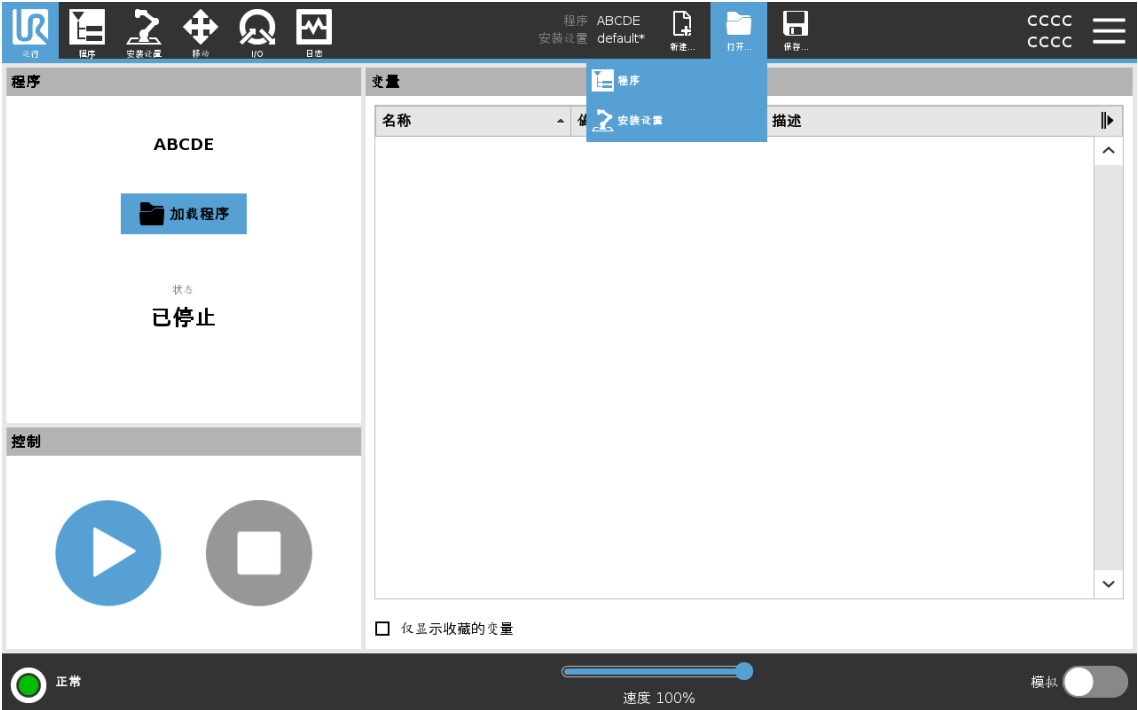 程序 ABCDE
安装设置 default*
CCCC
CCCC
运行 程序 安装设置 移动 I/O 日志 新建... 打开... 保存...
程序
安装设置
程序
ABCDE
加载程序
状态
已停止
控制
变量
名称 描述
仅显示收藏的变量
正常
速度 100%
模拟